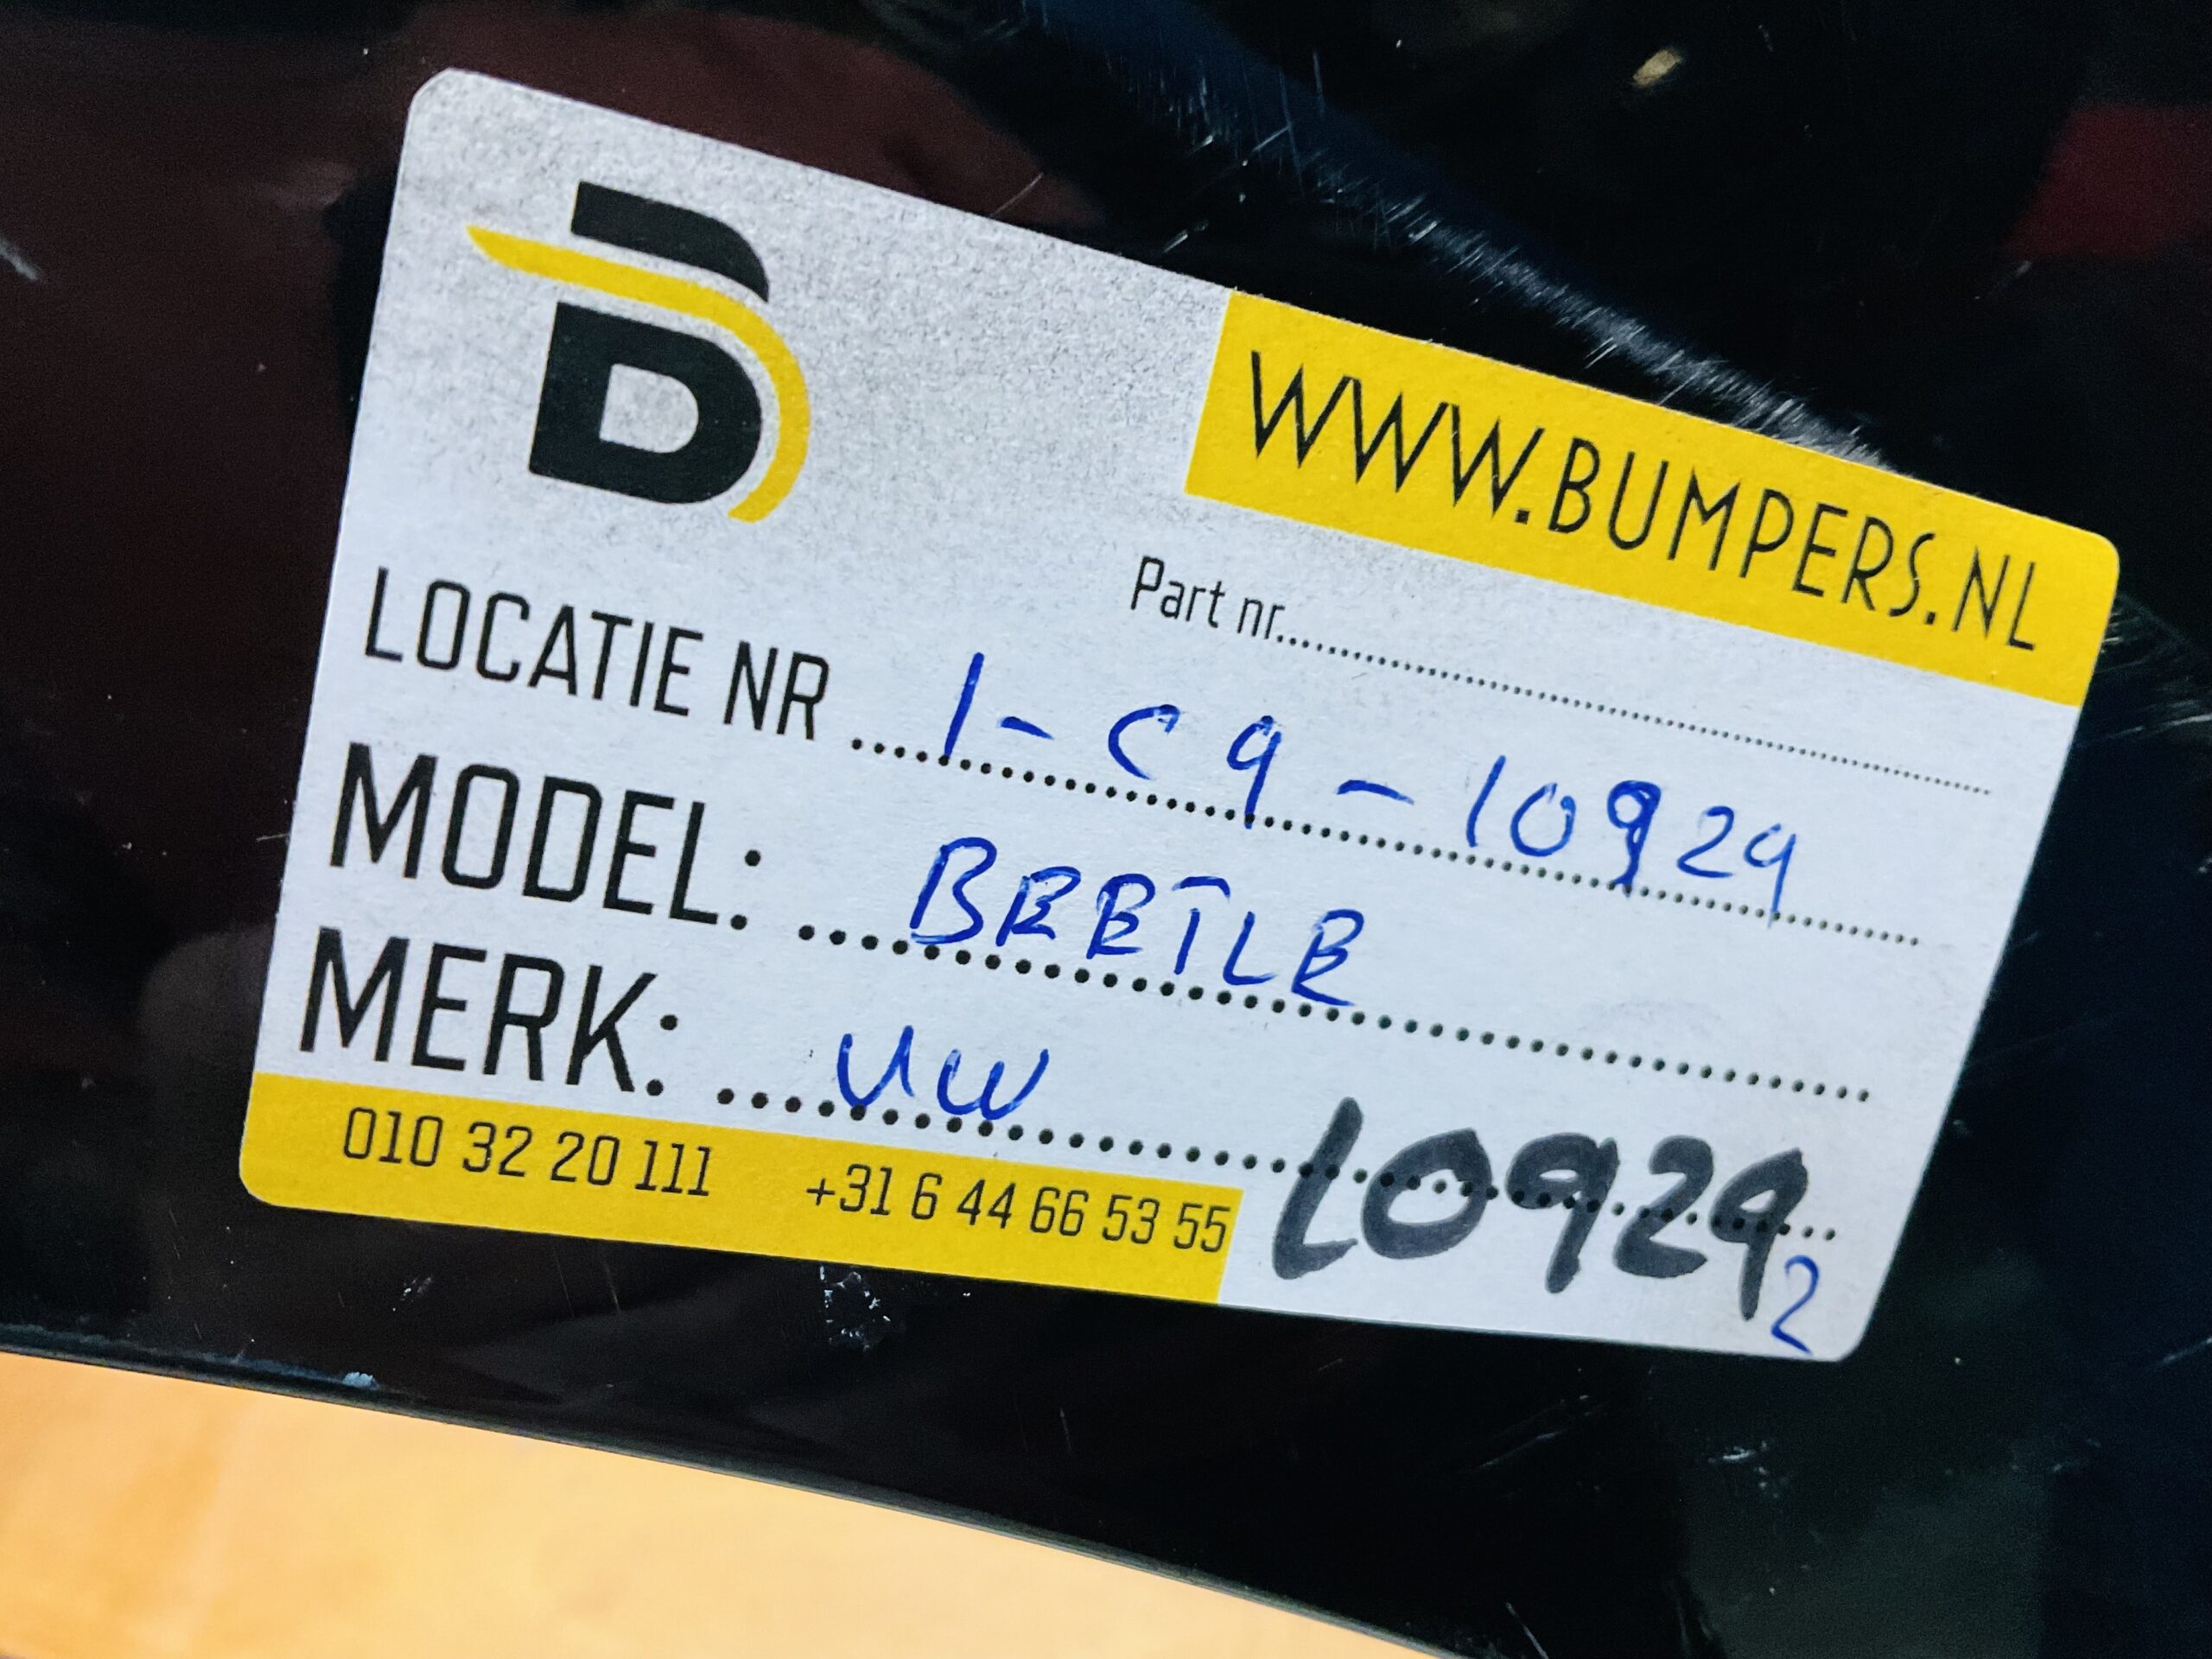 B
WWW.BUMPERS.NL
Part nr..........
LOCATIE NR .... 1 - C9 - 10929
MODEL: ... BEETLE
MERK: .... VW
10929
2
010 32 20 111 +31 6 44 66 53 55